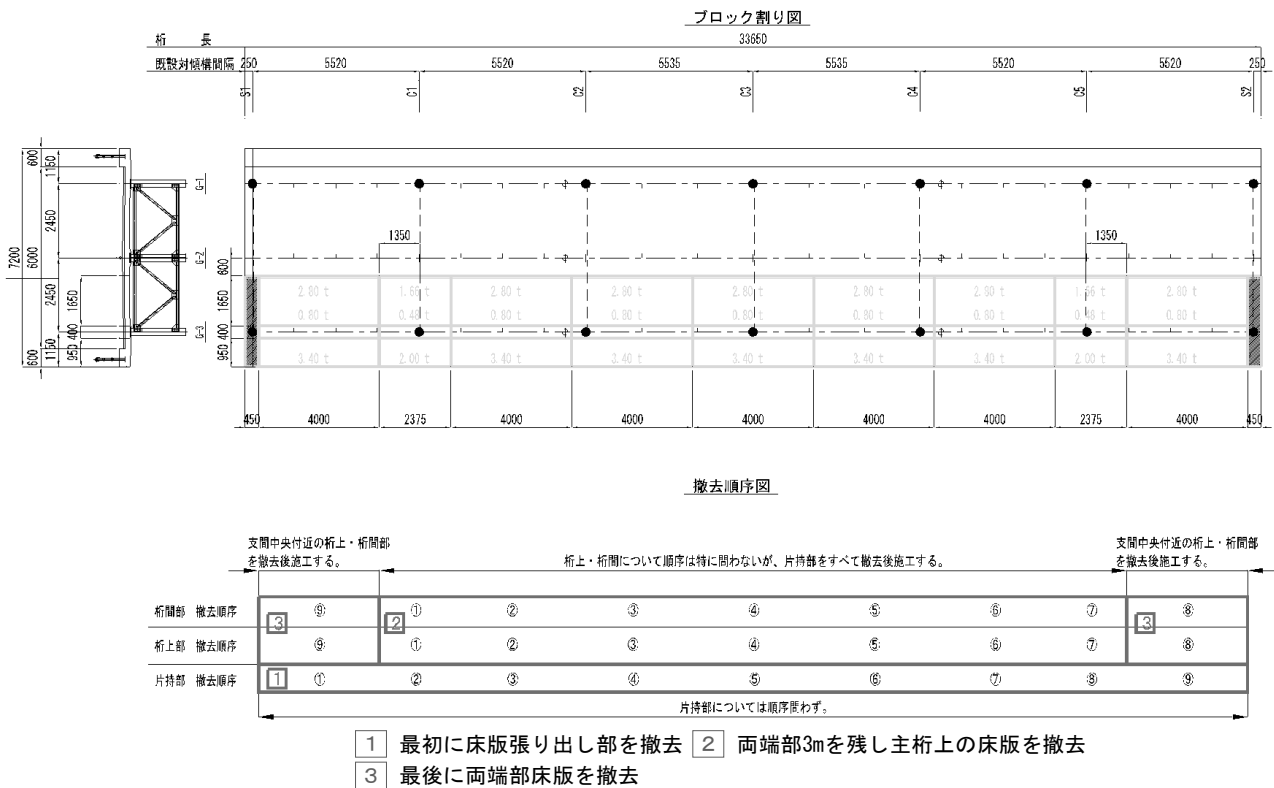 ブロック割り図
桁 長
33650
既設対傾構間隔 250 5520 5520 5535 5535 5520 5520 250
S1 C1 C2 C3 C4 C5 S2
600 1150 G-1
2450
1350 1350
7200 6000 G-2 600
2450 1650 1650
2.80 t 1.66 t 2.80 t 2.80 t 2.80 t 2.80 t 2.80 t 1.66 t 2.80 t
0.80 t 0.48 t 0.80 t 0.80 t 0.80 t 0.80 t 0.80 t 0.48 t 0.80 t
400 G-3 400
600 1150 950 950
3.40 t 2.00 t 3.40 t 3.40 t 3.40 t 3.40 t 3.40 t 2.00 t 3.40 t
450 4000 2375 4000 4000 4000 4000 4000 2375 4000 450
撤去順序図
支間中央付近の桁上・桁間部
を撤去後施工する。
桁上・桁間について順序は特に問わないが、片持部をすべて撤去後施工する。
支間中央付近の桁上・桁間部
を撤去後施工する。
桁間部 撤去順序 ⑨ ① ② ③ ④ ⑤ ⑥ ⑦ ⑧
3 2 3
桁上部 撤去順序 ⑨ ① ② ③ ④ ⑤ ⑥ ⑦ ⑧
片持部 撤去順序 1 ① ② ③ ④ ⑤ ⑥ ⑦ ⑧ ⑨
片持部については順序問わず。
1 最初に床版張り出し部を撤去 2 両端部3mを残し主桁上の床版を撤去
3 最後に両端部床版を撤去